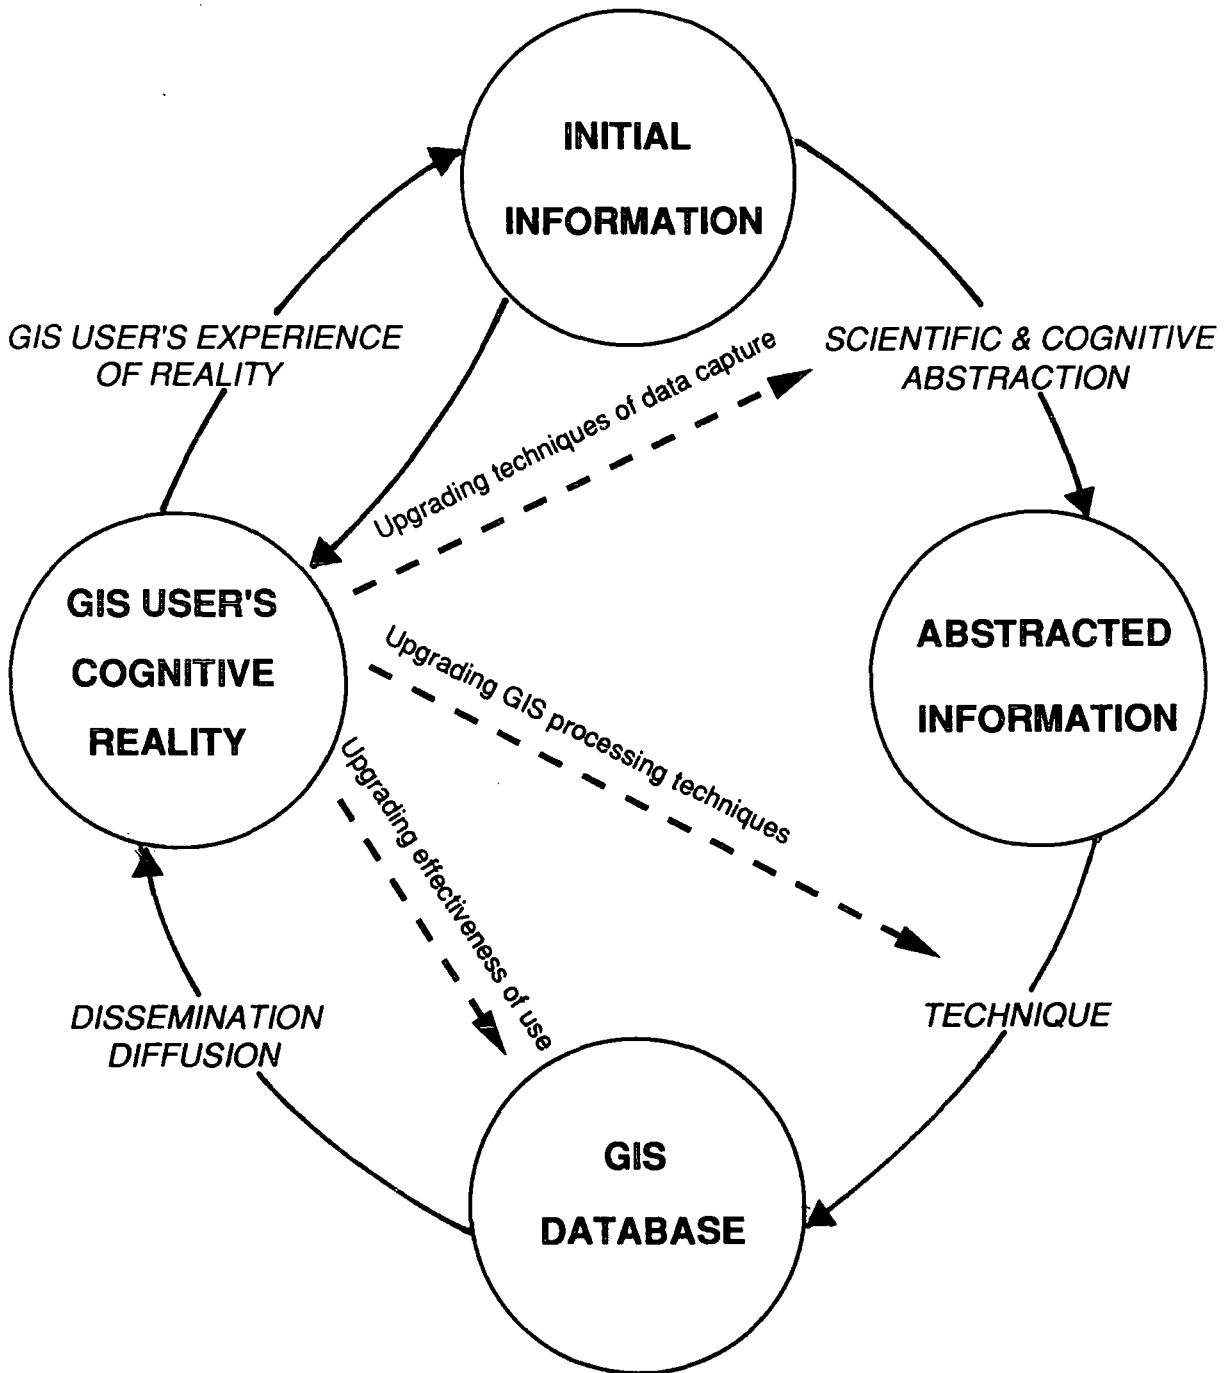 INITIAL
INFORMATION
GIS USER'S EXPERIENCE
OF REALITY
SCIENTIFIC & COGNITIVE
ABSTRACTION
Upgrading techniques of data capture
GIS USER'S
COGNITIVE
REALITY
ABSTRACTED
INFORMATION
Upgrading GIS processing techniques
Upgrading effectiveness of use
DISSEMINATION
DIFFUSION
TECHNIQUE
GIS
DATABASE